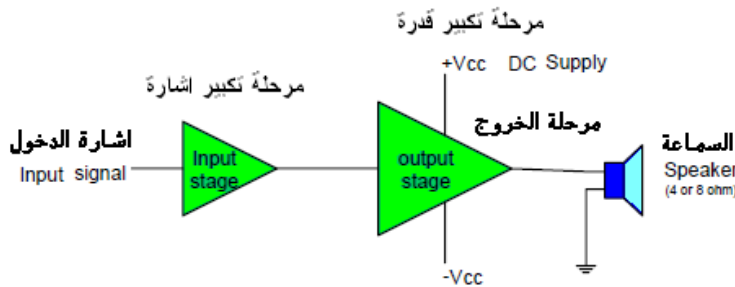 مرحلة تكبير قدرة
+Vcc DC Supply
مرحلة تكبير اشارة
مرحلة الخروج
اشارة الدخول
Input signal
Input
stage
output
stage
السماعة
Speaker
(4 or 8 ohm)
-Vcc